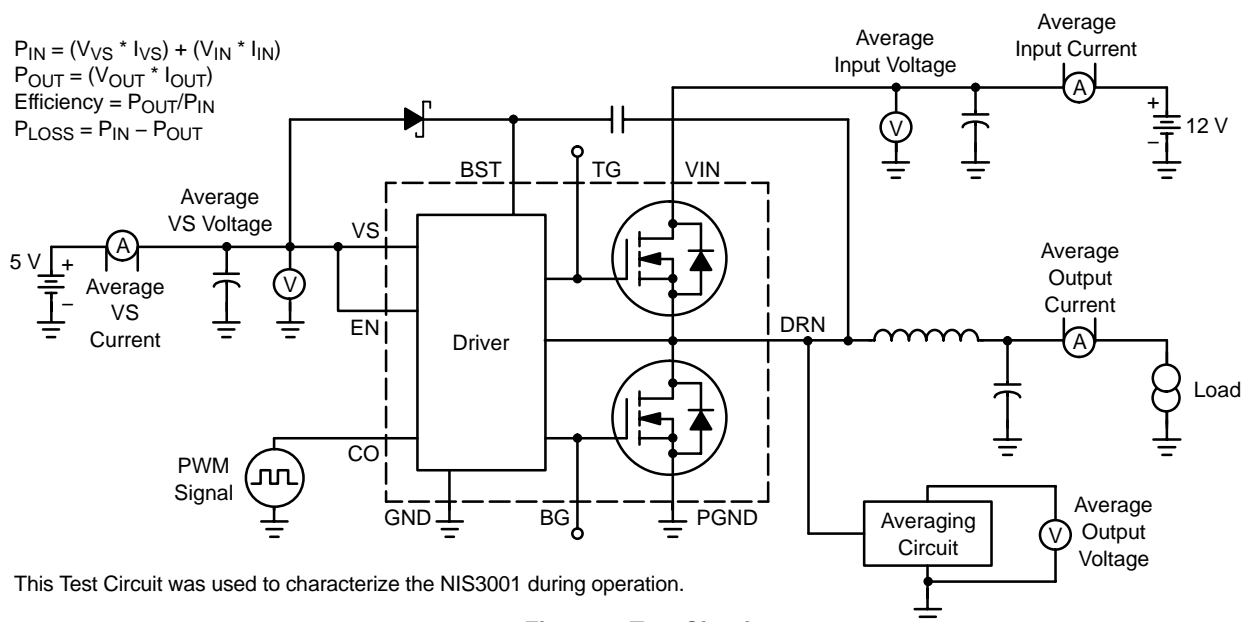 P_IN = (V_VS * I_VS) + (V_IN * I_IN)
P_OUT = (V_OUT * I_OUT)
Efficiency = P_OUT/P_IN
P_LOSS = P_IN – P_OUT
Average
Input Voltage
Average
Input Current
A
V
+
–
12 V
BST
TG
VIN
Average
VS Voltage
VS
5 V
+
–
A
Average
VS
Current
V
EN
Driver
DRN
Average
Output
Current
A
Load
CO
PWM
Signal
GND
BG
PGND
Averaging
Circuit
V
Average
Output
Voltage
This Test Circuit was used to characterize the NIS3001 during operation.